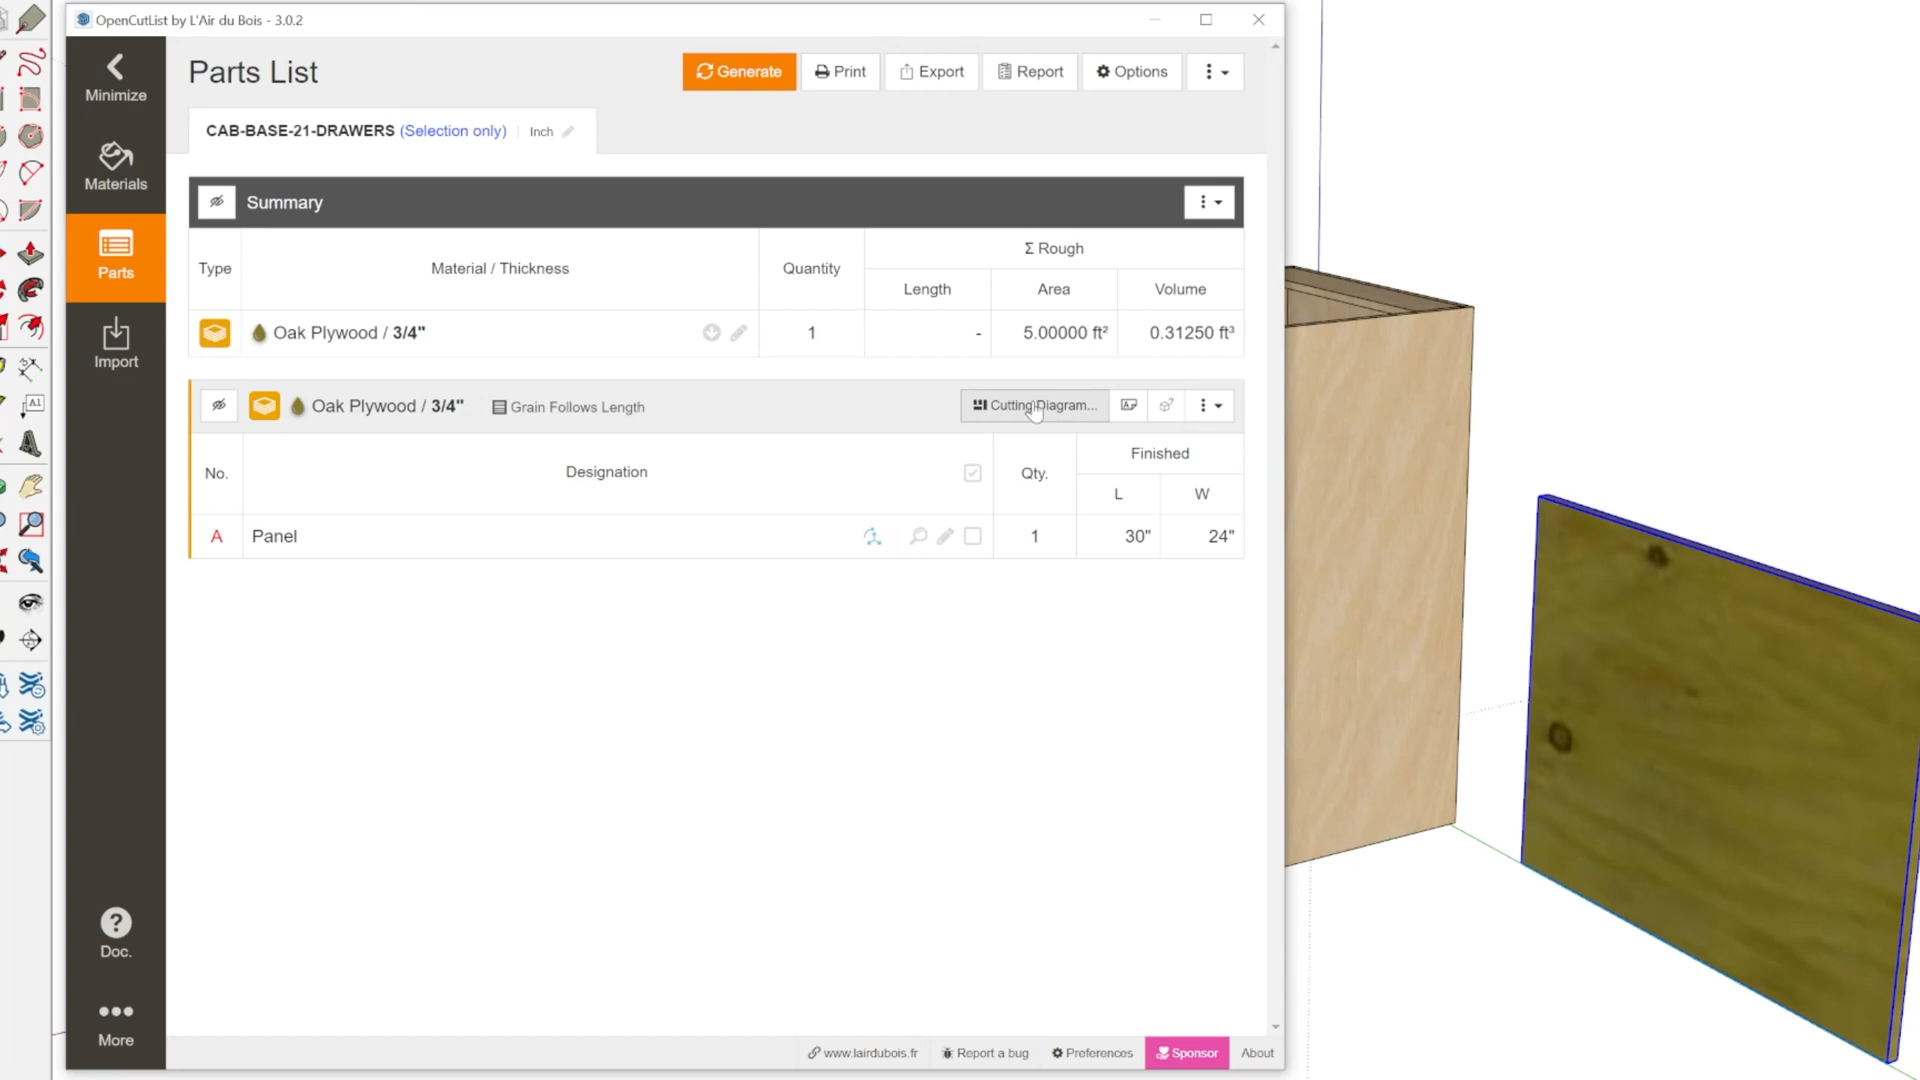 OpenCutList by L'Air du Bois - 3.0.2
Minimize
Materials
Parts
Import
Doc.
More
Parts List
Generate
Print
Export
Report
Options
CAB-BASE-21-DRAWERS (Selection only)
Inch
Summary
Type
Material / Thickness
Quantity
Σ Rough
Length
Area
Volume
Oak Plywood / 3/4"
1
-
5.00000 ft²
0.31250 ft³
Oak Plywood / 3/4"
Grain Follows Length
Cutting Diagram...
No.
Designation
Qty.
Finished
L
W
A
Panel
1
30"
24"
www.lairdubois.fr
Report a bug
Preferences
Sponsor
About
A1